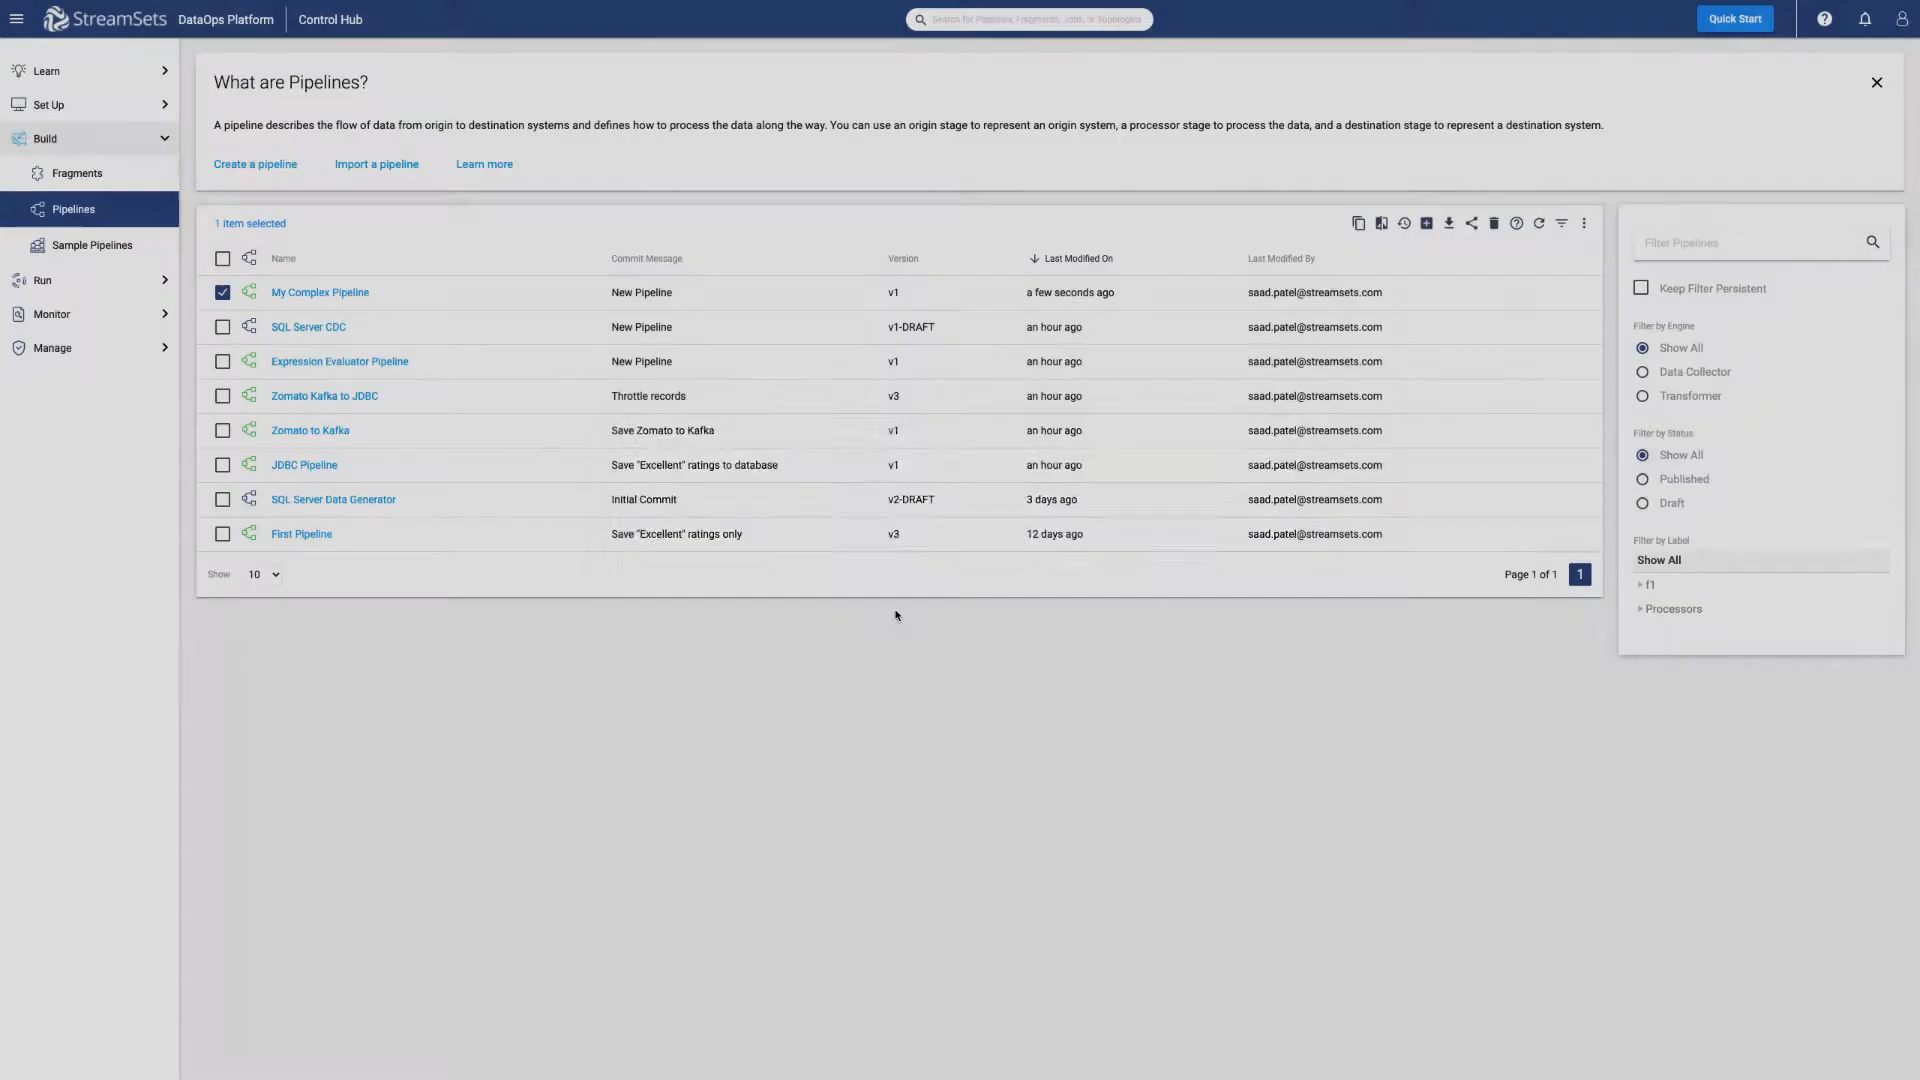 StreamSets DataOps Platform Control Hub
Search for Pipelines, Fragments, Jobs, or Topologies
Quick Start
Learn
Set Up
Build
Fragments
Pipelines
Sample Pipelines
Run
Monitor
Manage
What are Pipelines?
A pipeline describes the flow of data from origin to destination systems and defines how to process the data along the way. You can use an origin stage to represent an origin system, a processor stage to process the data, and a destination stage to represent a destination system.
Create a pipeline Import a pipeline Learn more
1 item selected
Name Commit Message Version Last Modified On Last Modified By
My Complex Pipeline New Pipeline v1 a few seconds ago saad.patel@streamsets.com
SQL Server CDC New Pipeline v1-DRAFT an hour ago saad.patel@streamsets.com
Expression Evaluator Pipeline New Pipeline v1 an hour ago saad.patel@streamsets.com
Zomato Kafka to JDBC Throttle records v3 an hour ago saad.patel@streamsets.com
Zomato to Kafka Save Zomato to Kafka v1 an hour ago saad.patel@streamsets.com
JDBC Pipeline Save "Excellent" ratings to database v1 an hour ago saad.patel@streamsets.com
SQL Server Data Generator Initial Commit v2-DRAFT 3 days ago saad.patel@streamsets.com
First Pipeline Save "Excellent" ratings only v3 12 days ago saad.patel@streamsets.com
Show 10 Page 1 of 1 1
Filter Pipelines
Keep Filter Persistent
Filter by Engine
Show All
Data Collector
Transformer
Filter by Status
Show All
Published
Draft
Filter by Label
Show All
f1
Processors